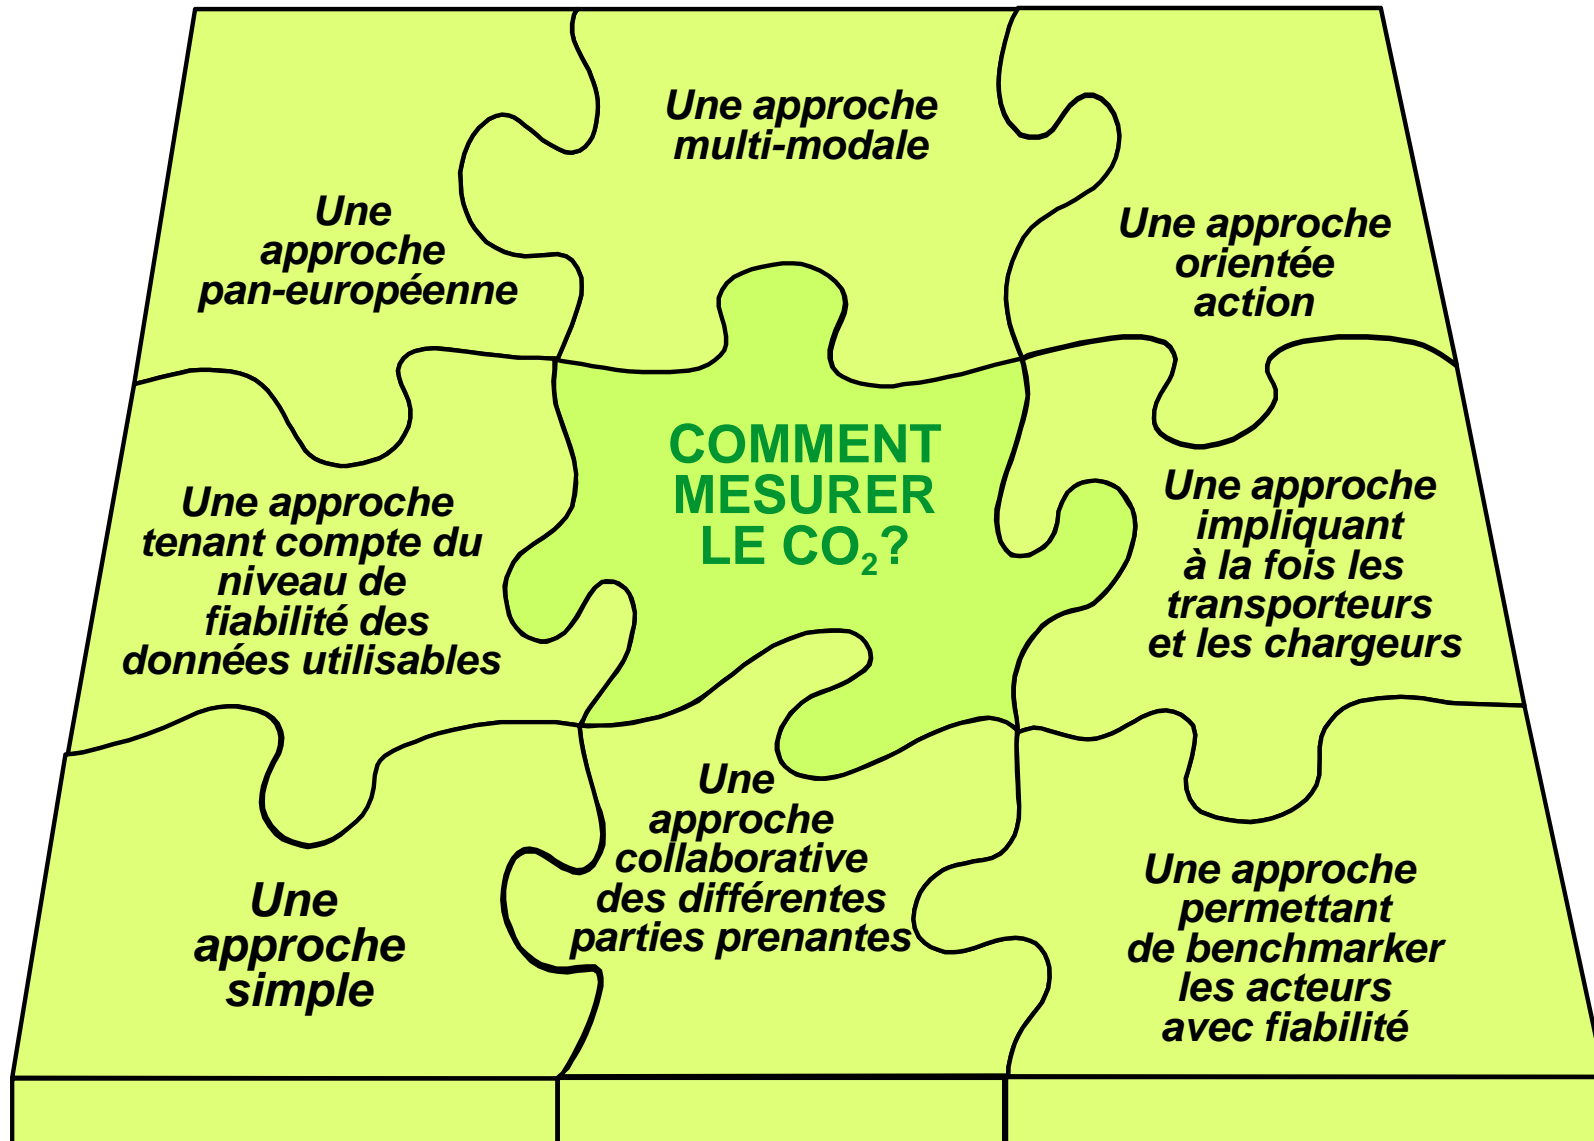 Une approche
multi-modale
Une
approche
pan-européenne
Une approche
orientée
action
COMMENT
MESURER
LE CO₂?
Une approche
tenant compte du
niveau de
fiabilité des
données utilisables
Une approche
impliquant
à la fois les
transporteurs
et les chargeurs
Une
approche
simple
Une
approche
collaborative
des différentes
parties prenantes
Une approche
permettant
de benchmarker
les acteurs
avec fiabilité